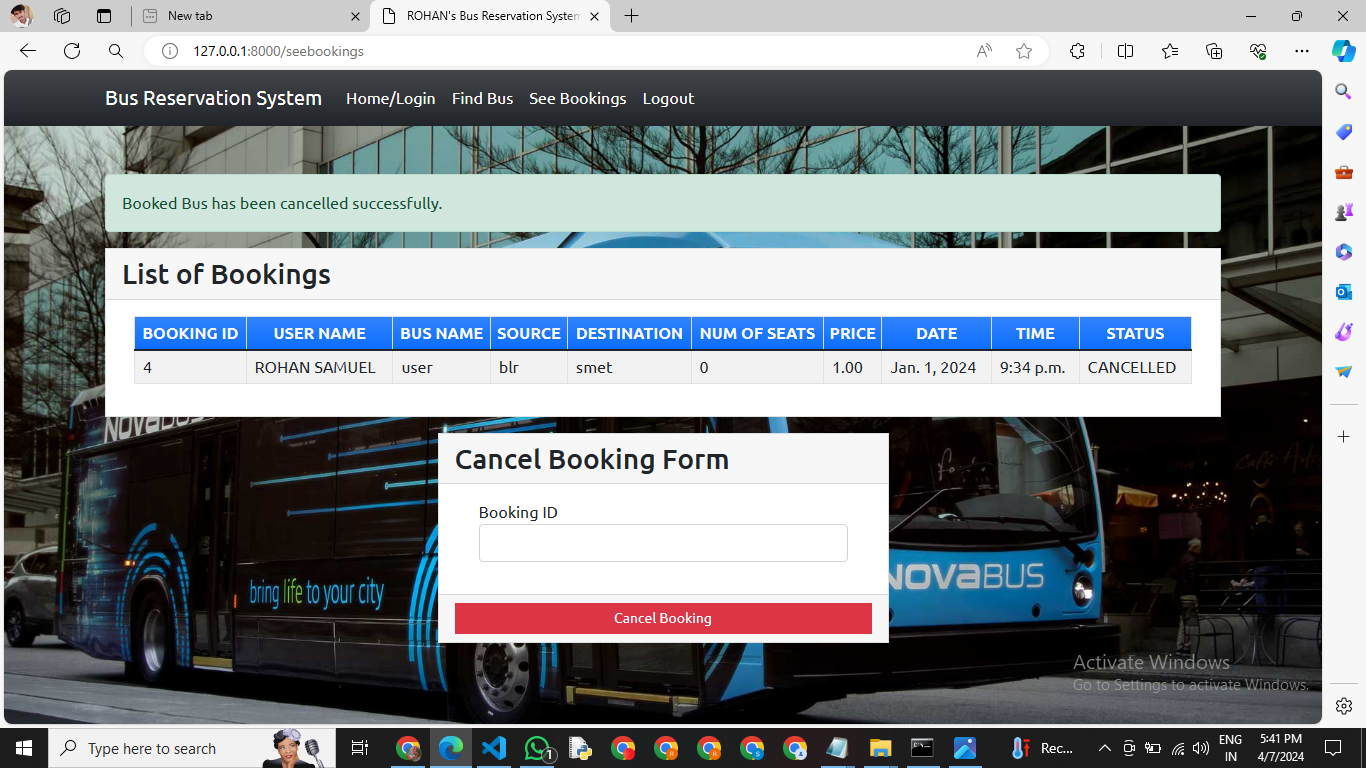 New tab
ROHAN's Bus Reservation System
127.0.0.1:8000/seebookings
Bus Reservation System Home/Login Find Bus See Bookings Logout
Booked Bus has been cancelled successfully.
List of Bookings
BOOKING ID USER NAME BUS NAME SOURCE DESTINATION NUM OF SEATS PRICE DATE TIME STATUS
4 ROHAN SAMUEL user blr smet 0 1.00 Jan. 1, 2024 9:34 p.m. CANCELLED
NOVABUS
Cancel Booking Form
Booking ID
NOVABUS
bring life to your city
Cancel Booking
Activate Windows
Go to Settings to activate Windows.
Type here to search
1
Rec...
ENG
IN
5:41 PM
4/7/2024